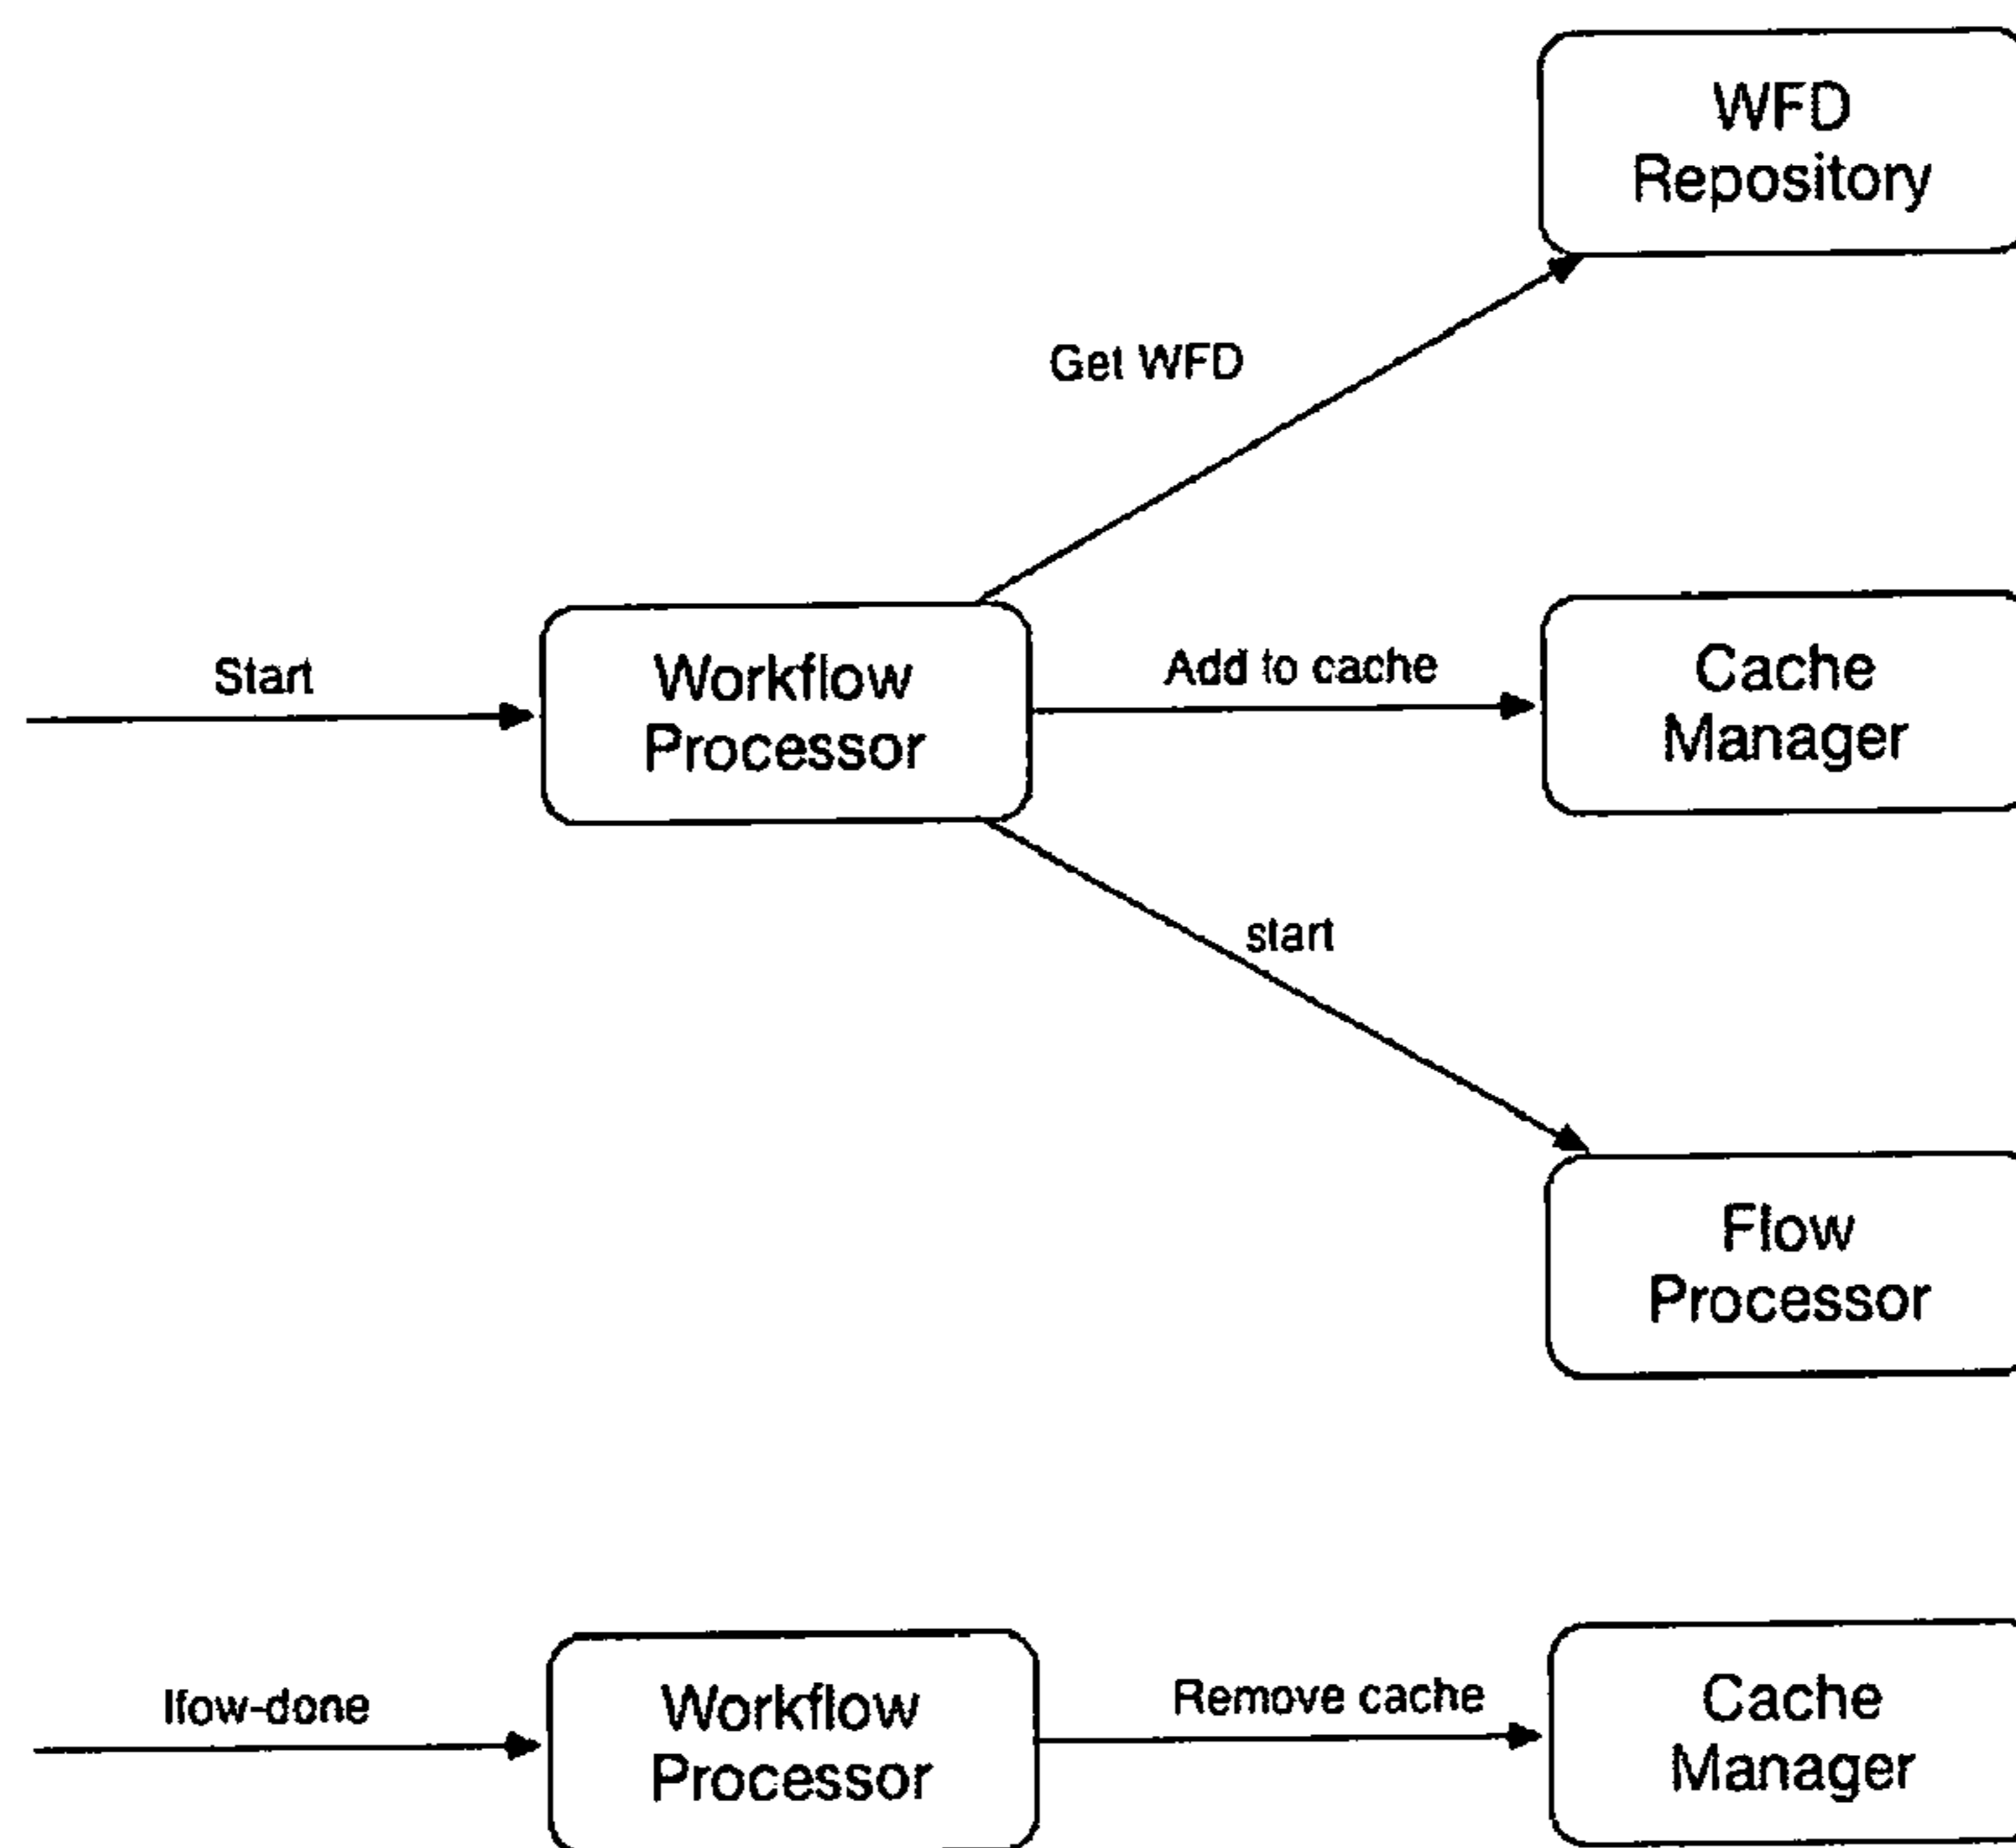 WFD
Repository
Get WFD
Start
Workflow
Processor
Add to cache
Cache
Manager
start
Flow
Processor
lfow-done
Workflow
Processor
Remove cache
Cache
Manager